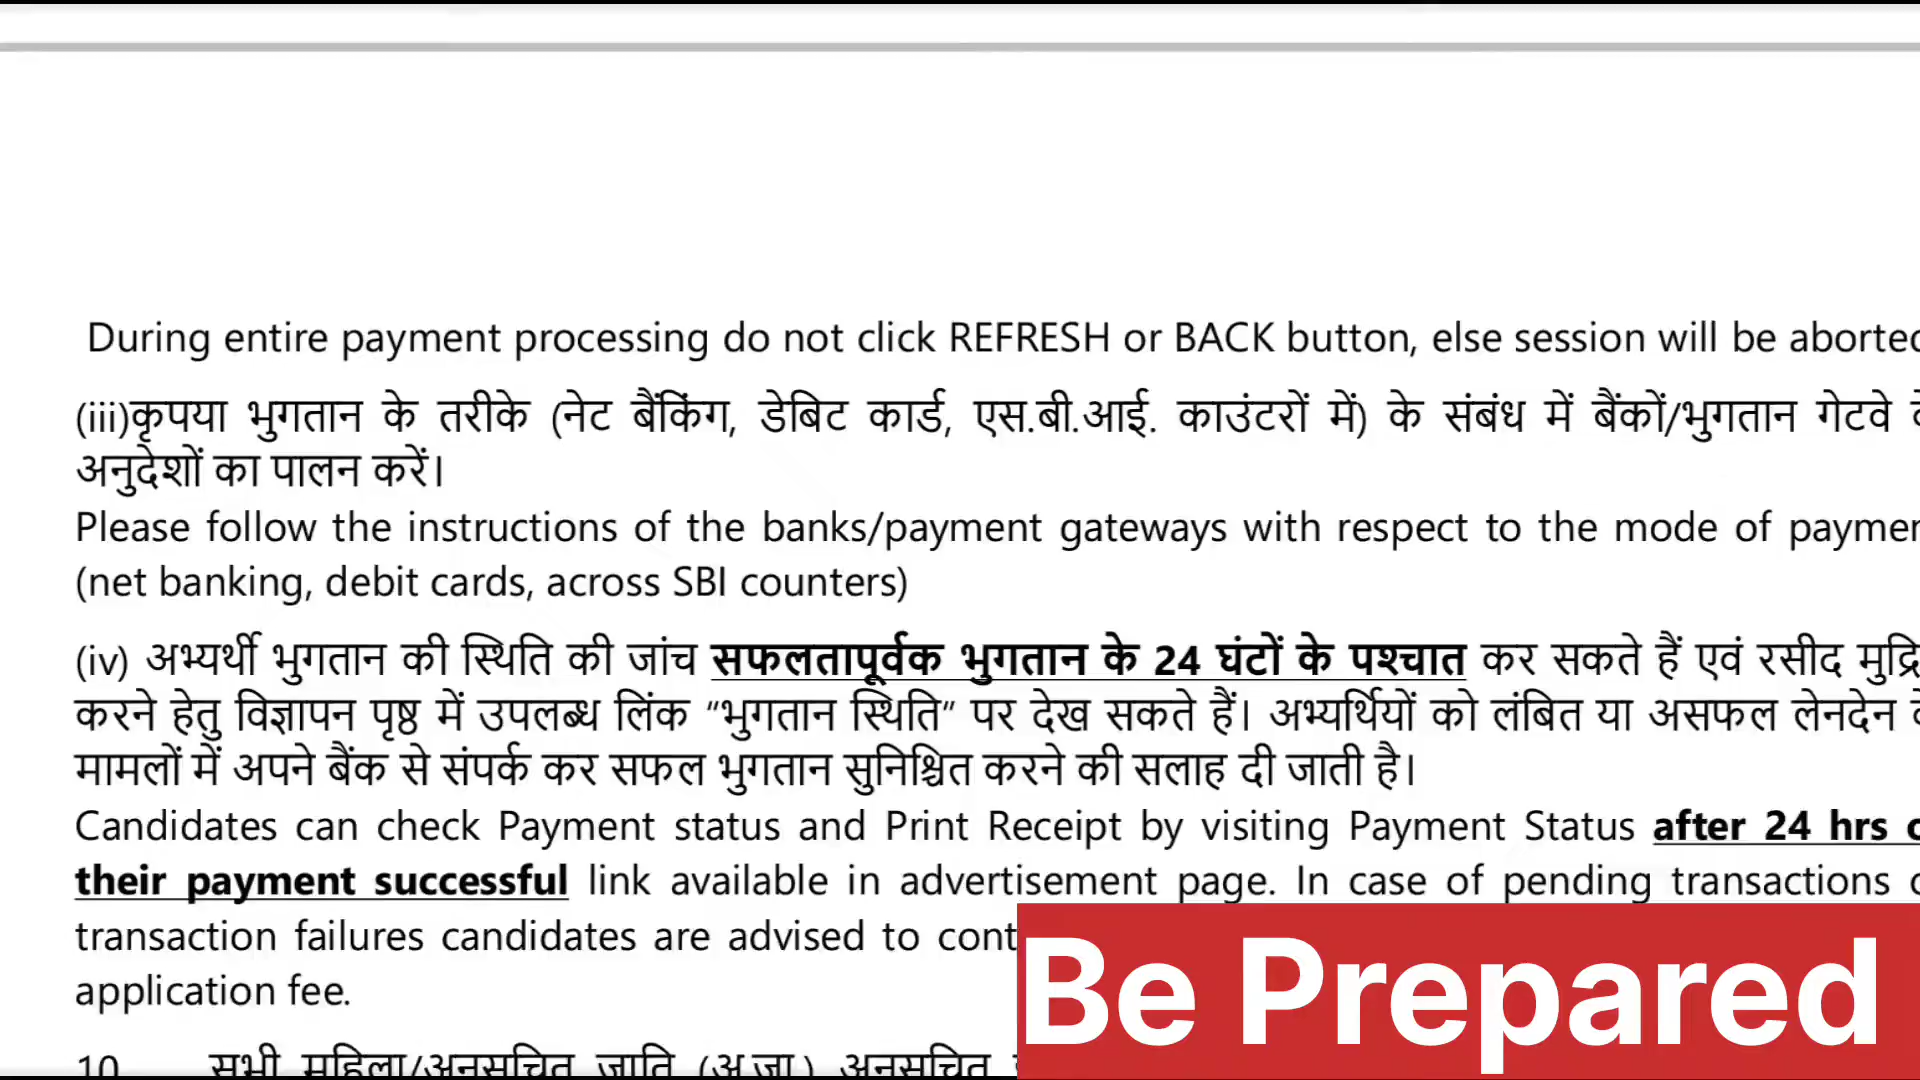 During entire payment processing do not click REFRESH or BACK button, else session will be aborted
(iii)कृपया भुगतान के तरीके (नेट बैंकिंग, डेबिट कार्ड, एस.बी.आई. काउंटरों में) के संबंध में बैंकों/भुगतान गेटवे
अनुदेशों का पालन करें।
Please follow the instructions of the banks/payment gateways with respect to the mode of
(net banking, debit cards, across SBI counters)
(iv) अभ्यर्थी भुगतान की स्थिति की जांच सफलतापूर्वक भुगतान के 24 घंटों के पश्चात कर सकते हैं एवं रसीद
करने हेतु विज्ञापन पृष्ठ में उपलब्ध लिंक "भुगतान स्थिति" पर देख सकते हैं। अभ्यर्थियों को लंबित या असफल लेनदेन
मामलों में अपने बैंक से संपर्क कर सफल भुगतान सुनिश्चित करने की सलाह दी जाती है।
Candidates can check Payment status and Print Receipt by visiting Payment Status after 24 hrs
their payment successful link available in advertisement page. In case of pending transactions
transaction failures candidates are advised to
application fee.
10 सभी महिला/अनुसूचित जाति (अ.जा.) अनुसूचित
Be Prepared